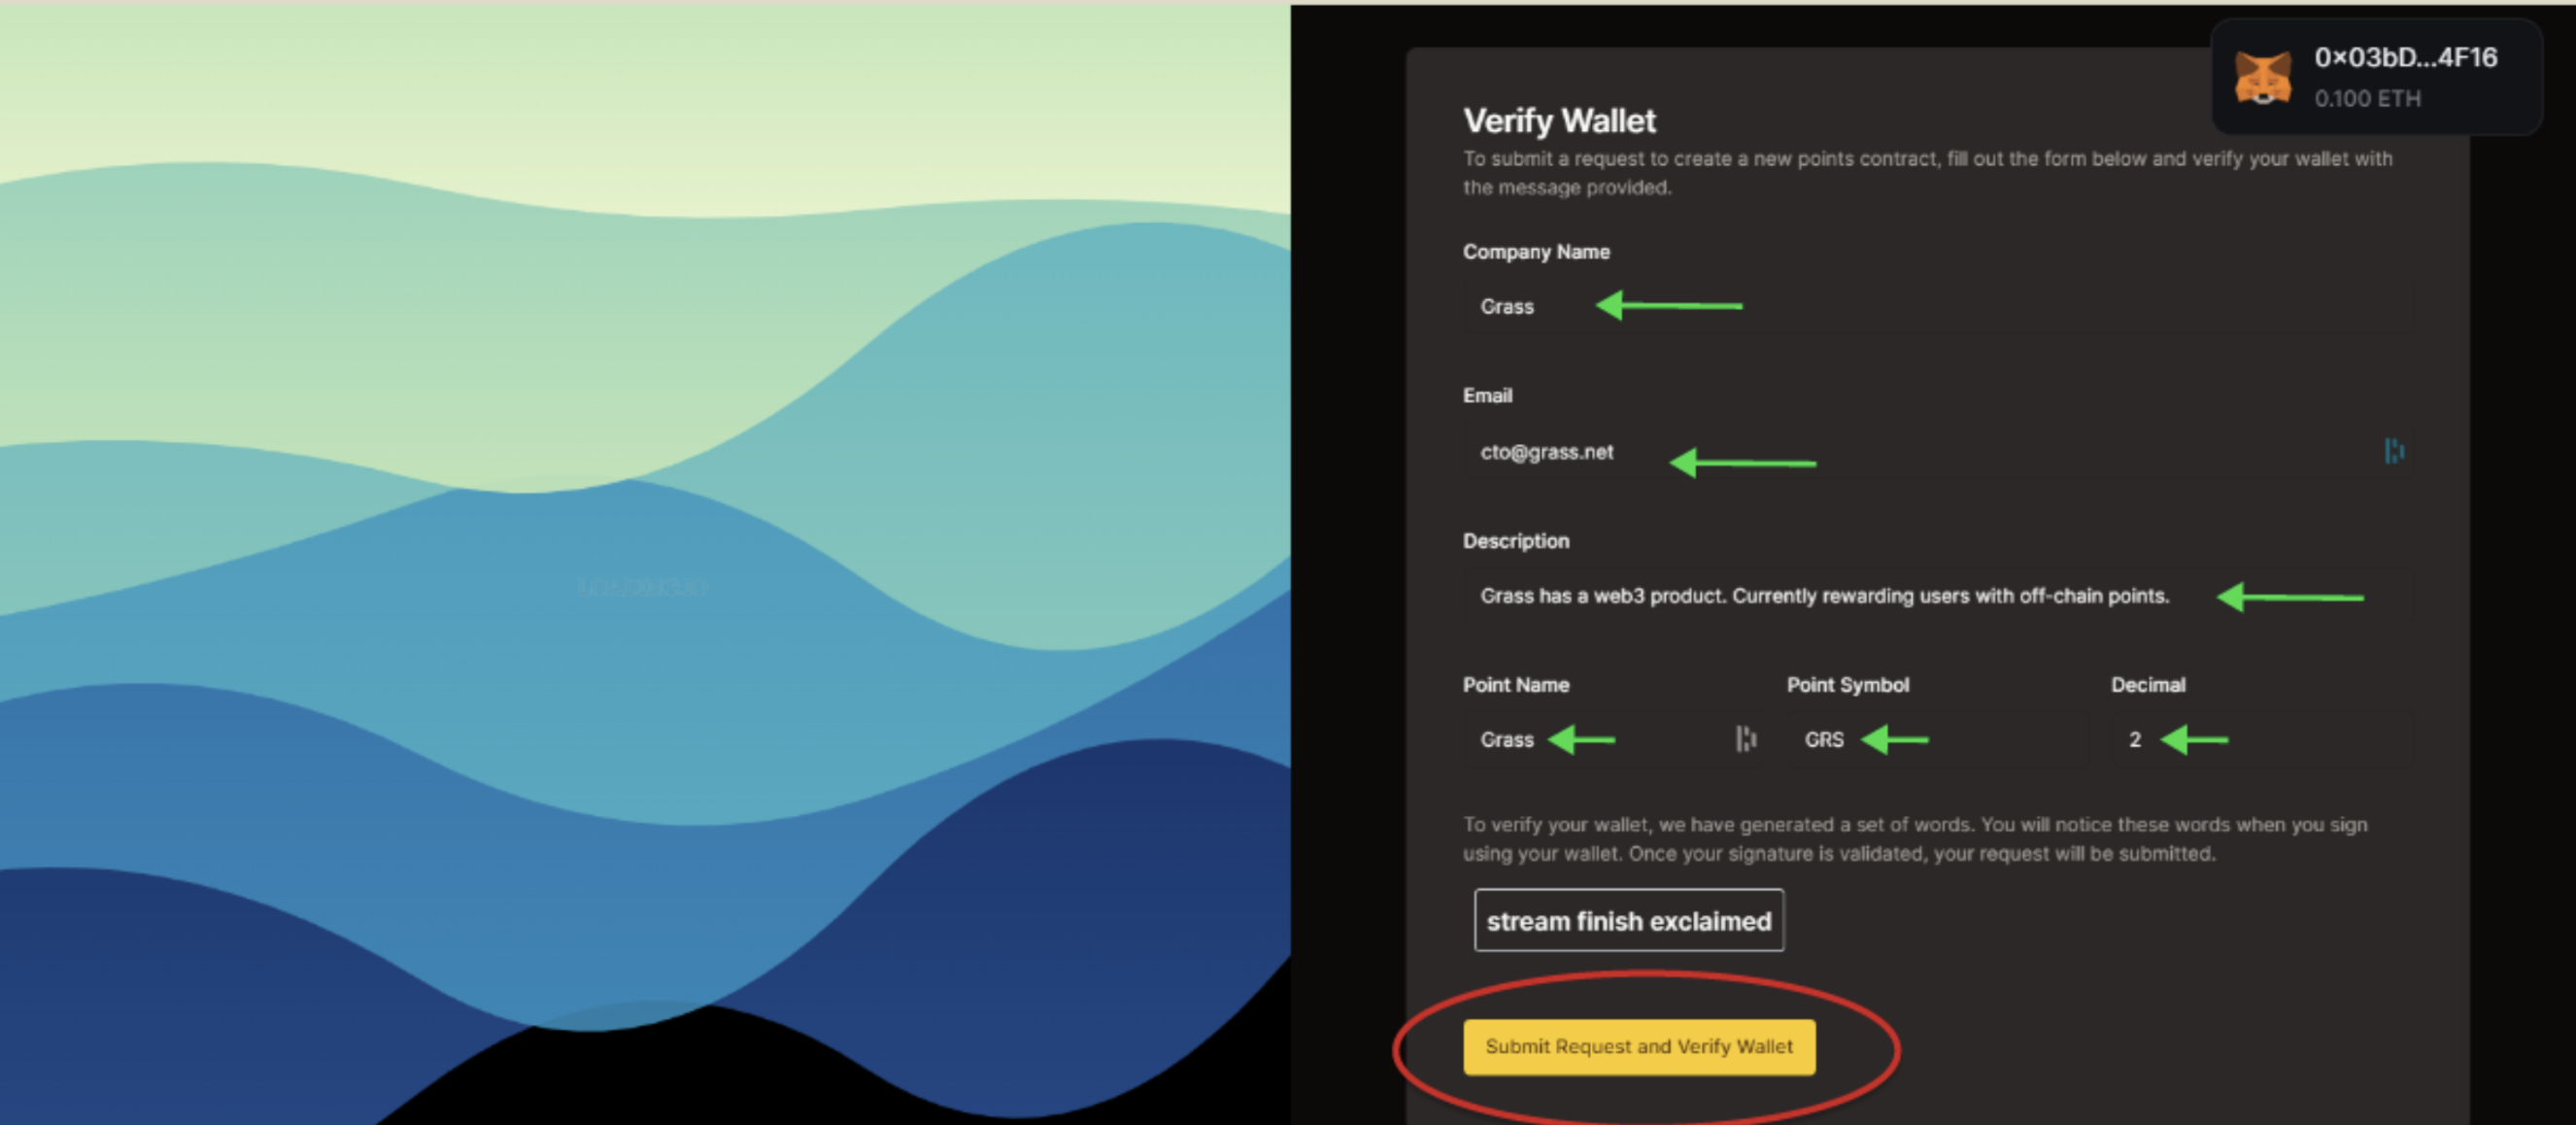 0×03bD...4F16
0.100 ETH
Verify Wallet
To submit a request to create a new points contract, fill out the form below and verify your wallet with
the message provided.
Company Name
Grass
Email
cto@grass.net
Description
Grass has a web3 product. Currently rewarding users with off-chain points.
Point Name Point Symbol Decimal
Grass GRS 2
To verify your wallet, we have generated a set of words. You will notice these words when you sign
using your wallet. Once your signature is validated, your request will be submitted.
stream finish exclaimed
Submit Request and Verify Wallet